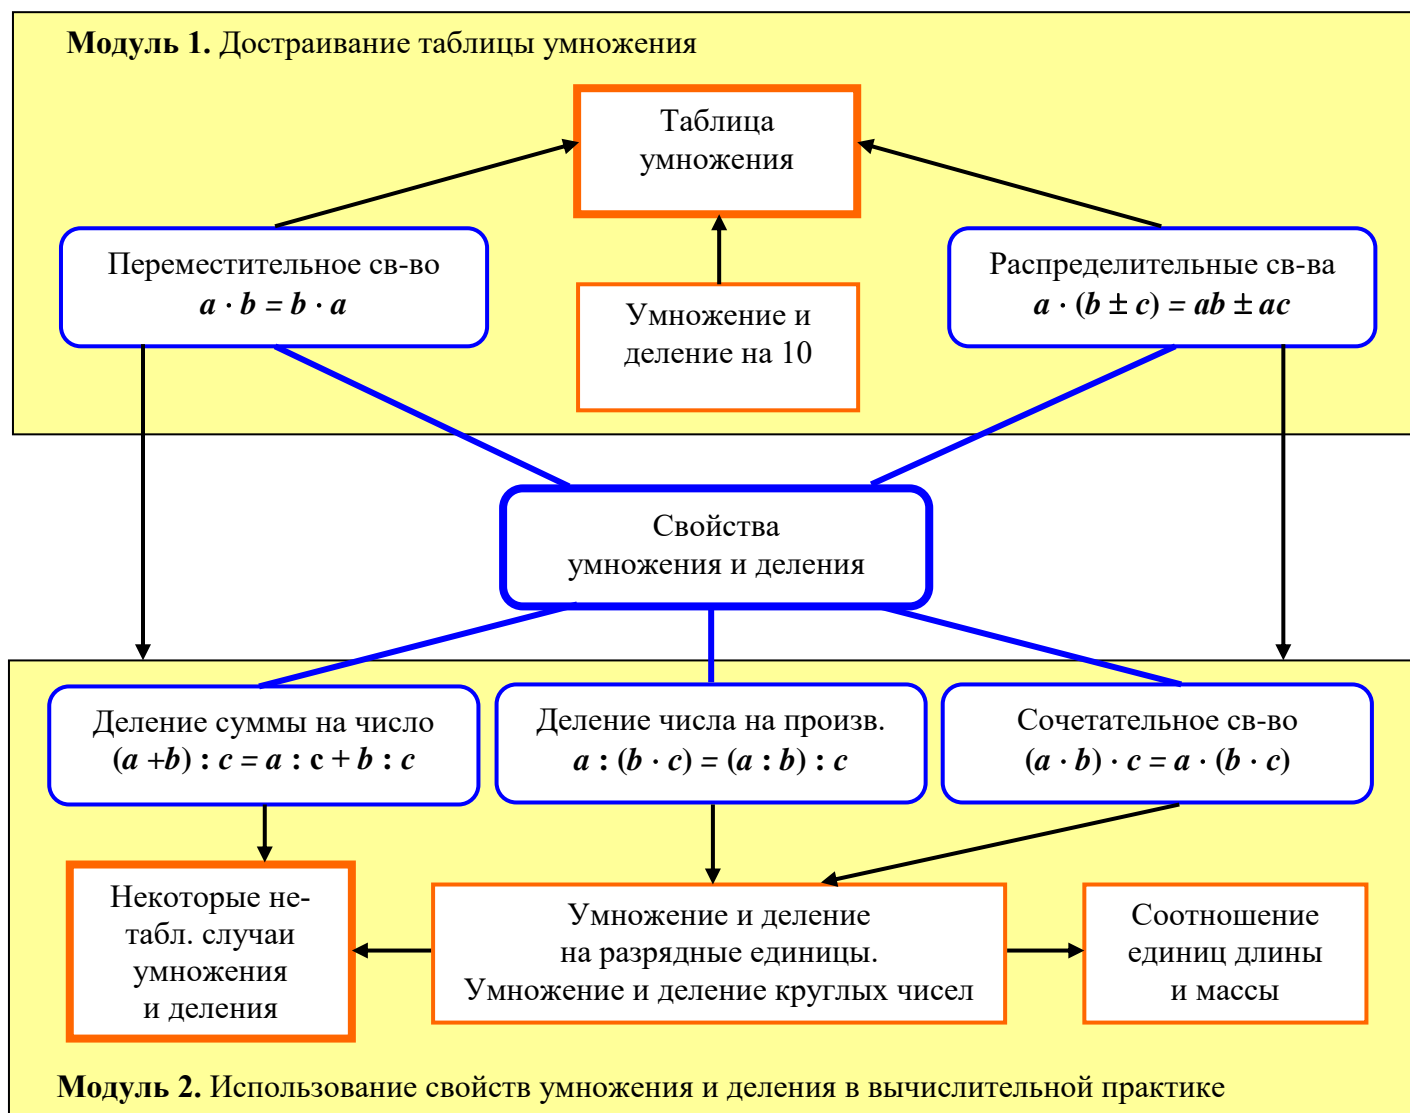 Модуль 1. Достраивание таблицы умножения
Таблица
умножения
Переместительное св-во
a · b = b · a
Умножение и
деление на 10
Распределительные св-ва
a · (b ± c) = ab ± ac
Свойства
умножения и деления
Деление суммы на число
(a +b) : c = a : c + b : c
Деление числа на произв.
a : (b · c) = (a : b) : c
Сочетательное св-во
(a · b) · c = a · (b · c)
Некоторые не-
табл. случаи
умножения
и деления
Умножение и деление
на разрядные единицы.
Умножение и деление круглых чисел
Соотношение
единиц длины
и массы
Модуль 2. Использование свойств умножения и деления в вычислительной практике